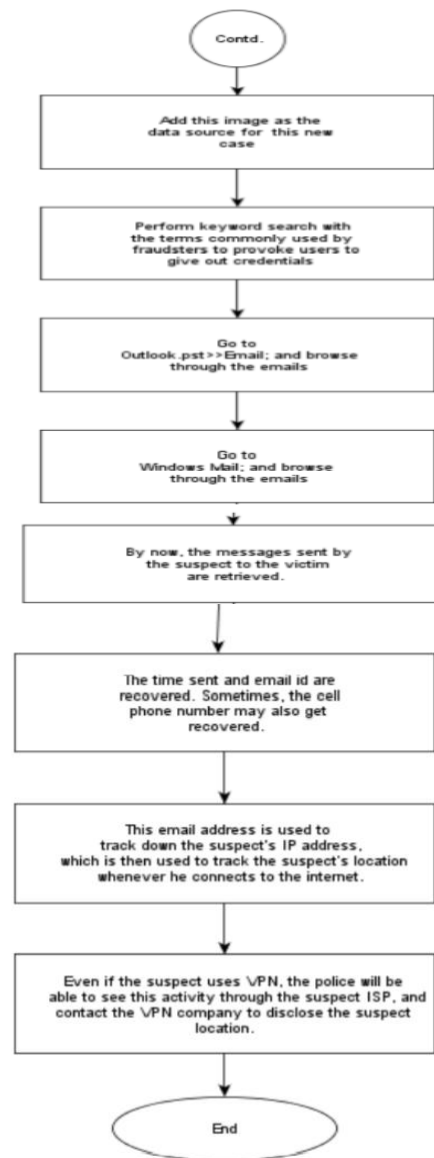 Contd.
Add this image as the
data source for this new
case
Perform keyword search with
the terms commonly used by
fraudsters to provoke users to
give out credentials
Go to
Outlook.pst>>Email; and browse
through the emails
Go to
Windows Mail; and browse
through the emails
By now, the messages sent by
the suspect to the victim
are retrieved.
The time sent and email id are
recovered. Sometimes, the cell
phone number may also get
recovered.
This email address is used to
track down the suspect's IP address,
which is then used to track the suspect's location
whenever he connects to the internet.
Even if the suspect uses VPN, the police will be
able to see this activity through the suspect ISP, and
contact the VPN company to disclose the suspect
location.
End